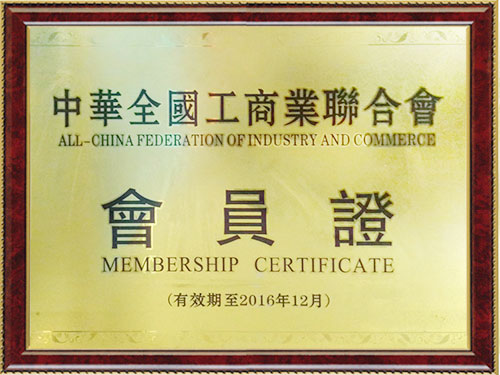 中華全國工商業聯合會
ALL-CHINA FEDERATION OF INDUSTRY AND COMMERCE
會員證
MEMBERSHIP CERTIFICATE
(有效期至2016年12月)